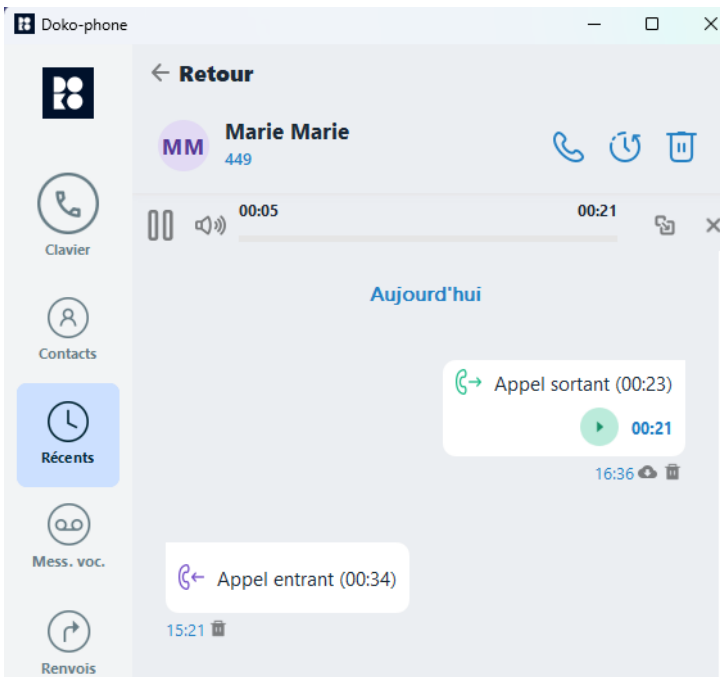 Doko-phone
Retour
MM
Marie Marie
449
00:05 00:21
Clavier
Aujourd'hui
Contacts
Appel sortant (00:23)
00:21
Récents
16:36
Mess. voc.
Appel entrant (00:34)
15:21
Renvois